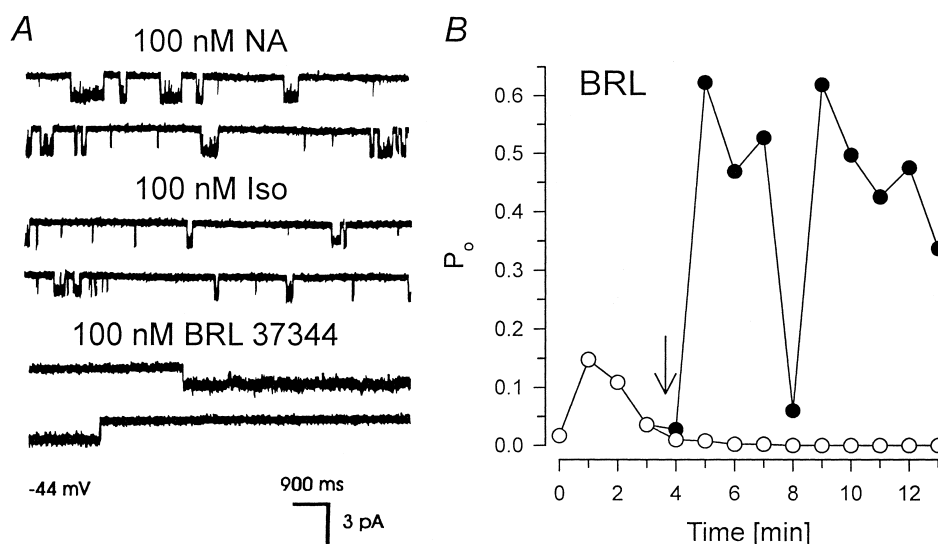 A
100 nM NA
100 nM Iso
100 nM BRL 37344
-44 mV
900 ms
3 pA
B
BRL
Po
0.6
0.5
0.4
0.3
0.2
0.1
0.0
0 2 4 6 8 10 12
Time [min]